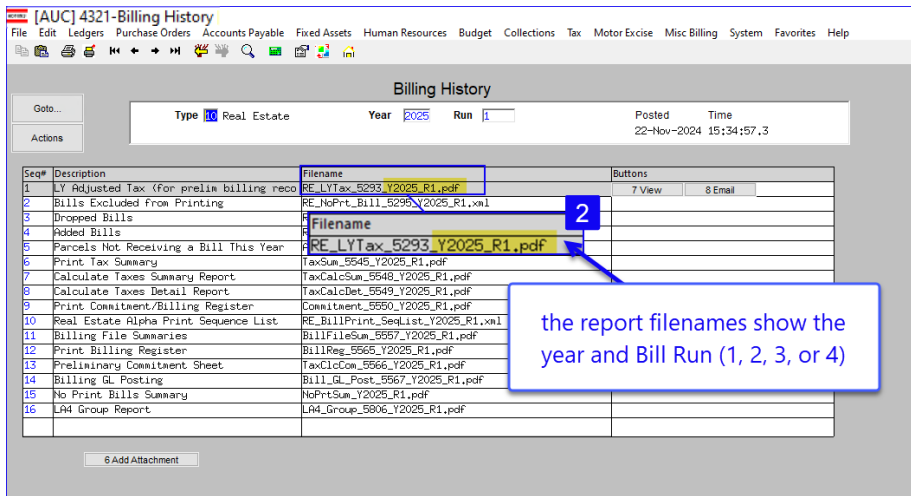 [AUC] 4321-Billing History
File Edit Ledgers Purchase Orders Accounts Payable Fixed Assets Human Resources Budget Collections Tax Motor Excise Misc Billing System Favorites Help
Billing History
Goto...
Actions
Type 10 Real Estate Year 2025 Run 1 Posted Time
22-Nov-2024 15:34:57.3
Seq# Description Filename Buttons
1 LY Adjusted Tax (for prelim billing reco RE_LYTax_5293_Y2025_R1.pdf 7 View 8 Email
2 Bills Excluded from Printing RE_NoPrt_Bill_5295_Y2025_R1.xml
3 Dropped Bills
4 Added Bills
5 Parcels Not Receiving a Bill This Year
Filename
RE_LYTax_5293_Y2025_R1.pdf
2
6 Print Tax Summary TaxSum_5545_Y2025_R1.pdf
7 Calculate Taxes Summary Report TaxCalcSum_5548_Y2025_R1.pdf
8 Calculate Taxes Detail Report TaxCalcDet_5549_Y2025_R1.pdf
9 Print Commitment/Billing Register Commitment_5550_Y2025_R1.pdf
10 Real Estate Alpha Print Sequence List RE_BillPrint_SeqList_Y2025_R1.xml
11 Billing File Summaries BillFileSum_5557_Y2025_R1.pdf
12 Print Billing Register BillReg_5565_Y2025_R1.pdf
13 Preliminary Commitment Sheet TaxClcCom_5566_Y2025_R1.pdf
14 Billing GL Posting Bill_GL_Post_5567_Y2025_R1.pdf
15 No Print Bills Summary NoPrtSum_Y2025_R1.pdf
16 LA4 Group Report LA4_Group_5806_Y2025_R1.pdf
the report filenames show the
year and Bill Run (1, 2, 3, or 4)
6 Add Attachment